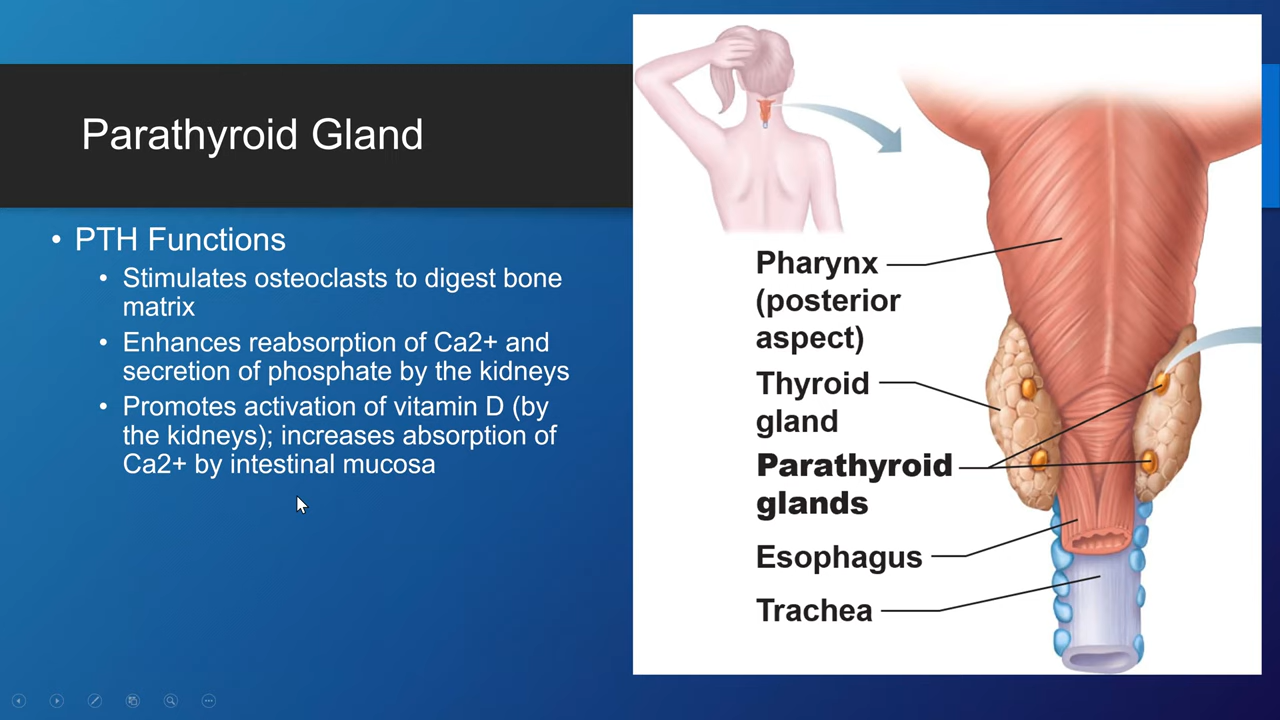 Parathyroid Gland
• PTH Functions
• Stimulates osteoclasts to digest bone
matrix
• Enhances reabsorption of Ca2+ and
secretion of phosphate by the kidneys
• Promotes activation of vitamin D (by
the kidneys); increases absorption of
Ca2+ by intestinal mucosa
Pharynx
(posterior
aspect)
Thyroid
gland
Parathyroid
glands
Esophagus
Trachea